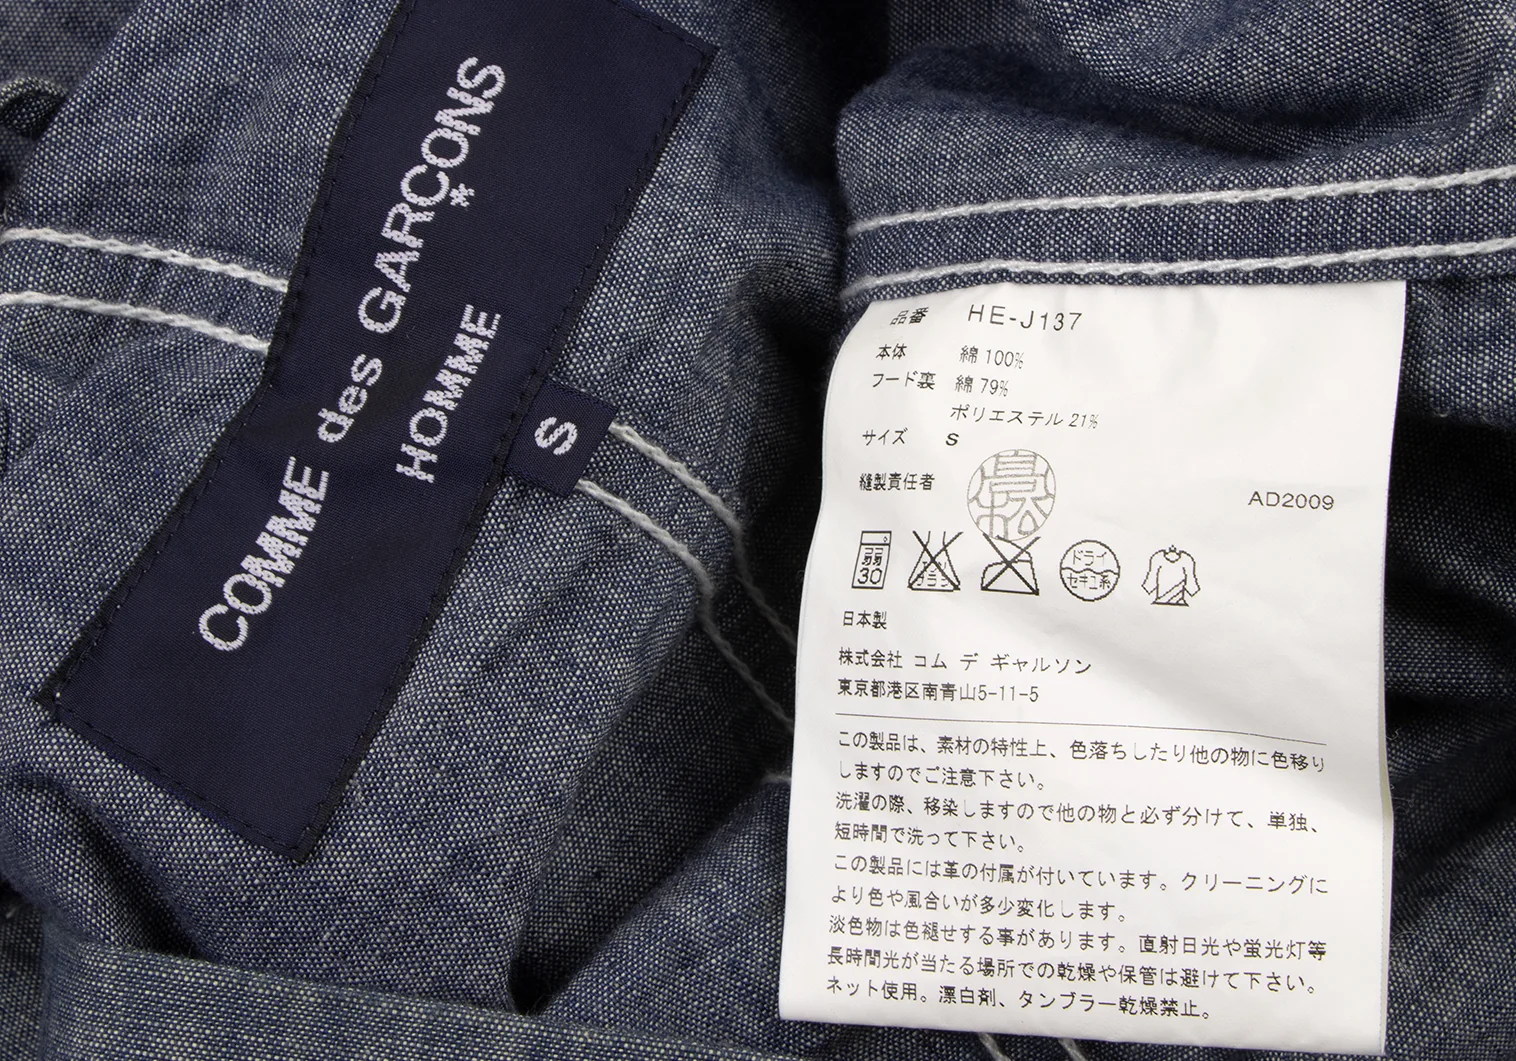 COMME des GARÇONS
HOMME
S
品番 HE-J137
本体 綿 100%
フード裏 綿 79%
ポリエステル 21%
サイズ S
縫製責任者
AD2009
弱 30
ドライ セキユ系
日本製
株式会社 コム デ ギャルソン
東京都港区南青山5-11-5
この製品は、素材の特性上、色落ちしたり他の物に色移り
しますのでご注意下さい。
洗濯の際、移染しますので他の物と必ず分けて、単独、
短時間で洗って下さい。
この製品には革の付属が付いています。クリーニングに
より色や風合いが多少変化します。
淡色物は色褪せする事があります。直射日光や蛍光灯等
長時間光が当たる場所での乾燥や保管は避けて下さい。
ネット使用。漂白剤、タンブラー乾燥禁止。